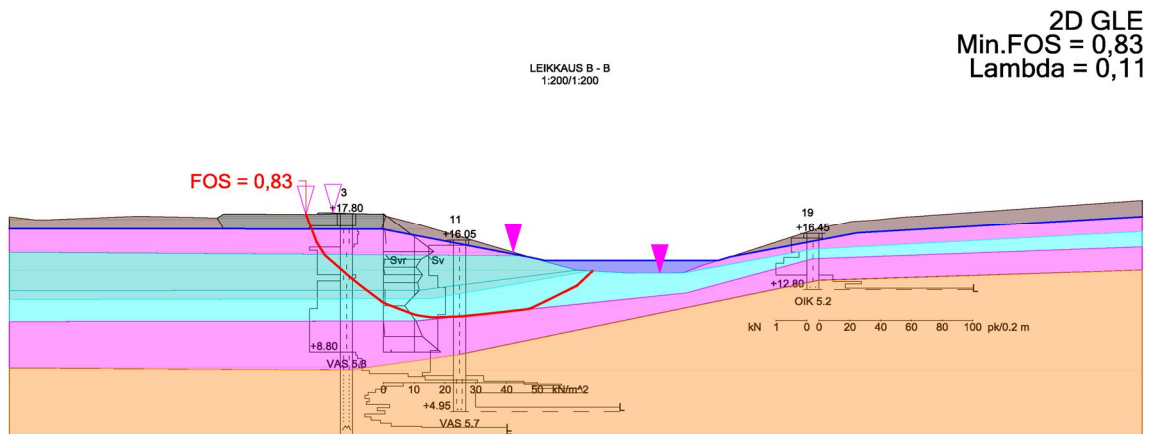 2D GLE
Min.FOS = 0,83
Lambda = 0,11
LEIKKAUS B - B
1:200/1:200
FOS = 0,83
3
+17.80
11
+16.05
19
+16.45
Svr
Sv
+12.80
OIK 5.2
kN 1 0 0 20 40 60 80 100 pk/0.2 m
+8.80
VAS 5.8
0 10 20 30 40 50 kN/m^2
+4.95
VAS 5.7
L
L
L